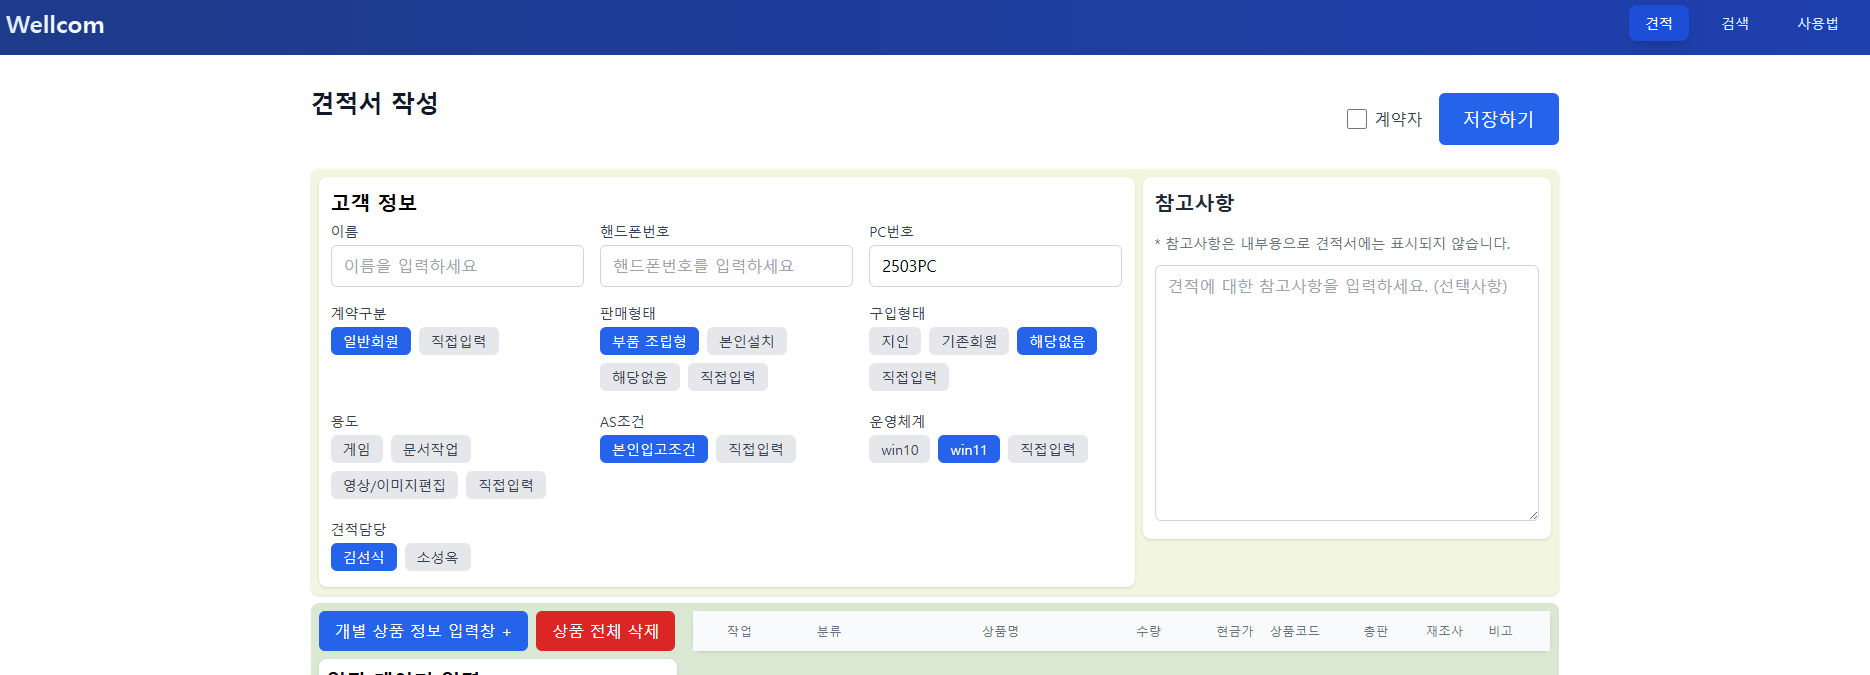 Wellcom
견적 검색 사용법
견적서 작성
계약자 저장하기
고객 정보
이름 핸드폰번호 PC번호
이름을 입력하세요 핸드폰번호를 입력하세요 2503PC
계약구분 판매형태 구입형태
일반회원 직접입력 부품 조립형 본인설치 지인 기존회원 해당없음
해당없음 직접입력 직접입력
용도 AS조건 운영체계
게임 문서작업 본인입고조건 직접입력 win10 win11 직접입력
영상/이미지편집 직접입력
견적담당
김선식 소성옥
참고사항
* 참고사항은 내부용으로 견적서에는 표시되지 않습니다.
견적에 대한 참고사항을 입력하세요. (선택사항)
개별 상품 정보 입력창 + 상품 전체 삭제
작업 분류 상품명 수량 현금가 상품코드 총판 재조사 비고